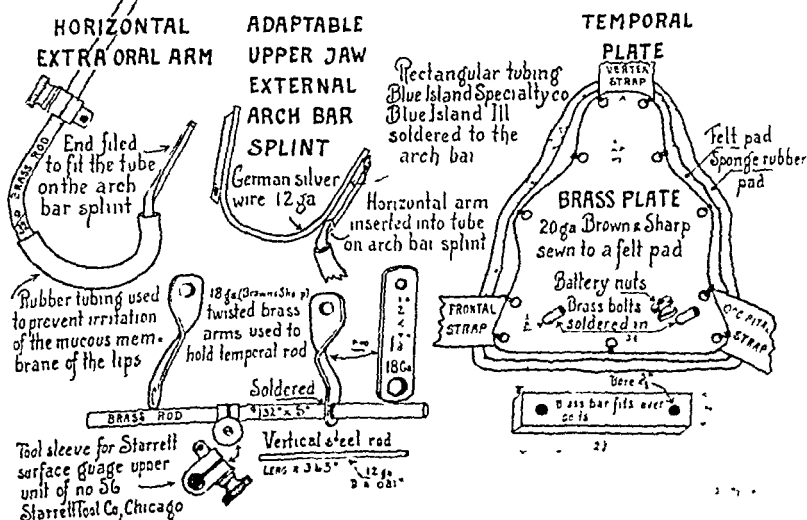 HORIZONTAL
EXTRA ORAL ARM
End filed
to fit the tube
on the arch
bar splint
BRASS ROD
Rubber tubing used
to prevent irritation
of the mucous mem-
brane of the lips
ADAPTABLE
UPPER JAW
EXTERNAL
ARCH BAR
SPLINT
German silver
wire 12 ga
Rectangular tubing
Blue Island Specialty co
Blue Island Ill
soldered to the
arch bar
Horizontal arm
inserted into tube
on arch bar splint
TEMPORAL
PLATE
VERTEX
STRAP
Felt pad
Sponge rubber
pad
BRASS PLATE
20 ga Brown & Sharp
sewn to a felt pad
Battery nuts
Brass bolts
soldered in
FRONTAL
STRAP
STRAP
Brass bar fits over
18 ga (Brown & Sharp)
twisted brass
arms used to
hold temporal rod
18 Ga
Soldered
BRASS ROD
Vertical steel rod
12 ga
Tool sleeve for Starrett
surface guage upper
unit of no 56
Starrett Tool Co, Chicago